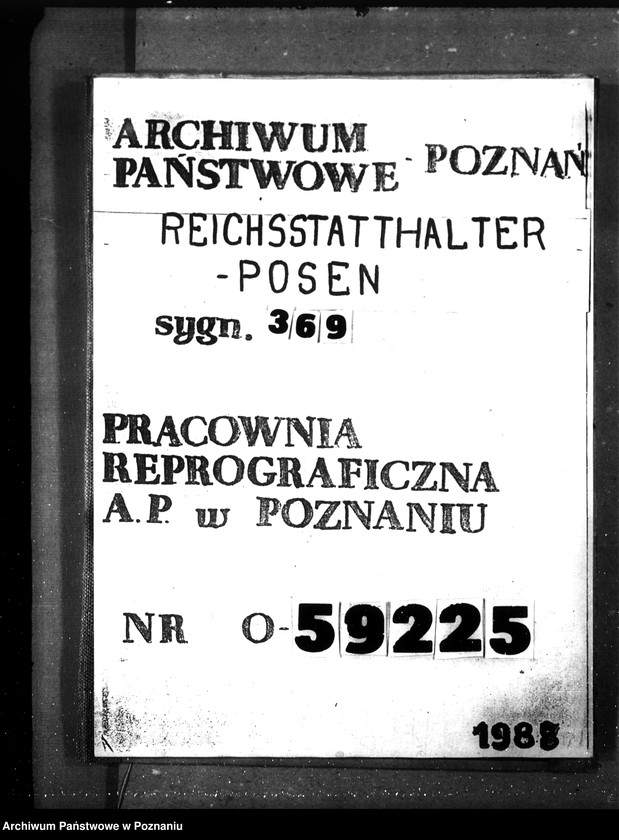 ARCHIWUM
PAŃSTWOWE - POZNAŃ
REICHSSTATTHALTER
-POSEN
sygn. 369
PRACOWNIA
REPROGRAFICZNA
A.P. w POZNANIU
NR O-59225
1988
Archiwum Państwowe w Poznaniu